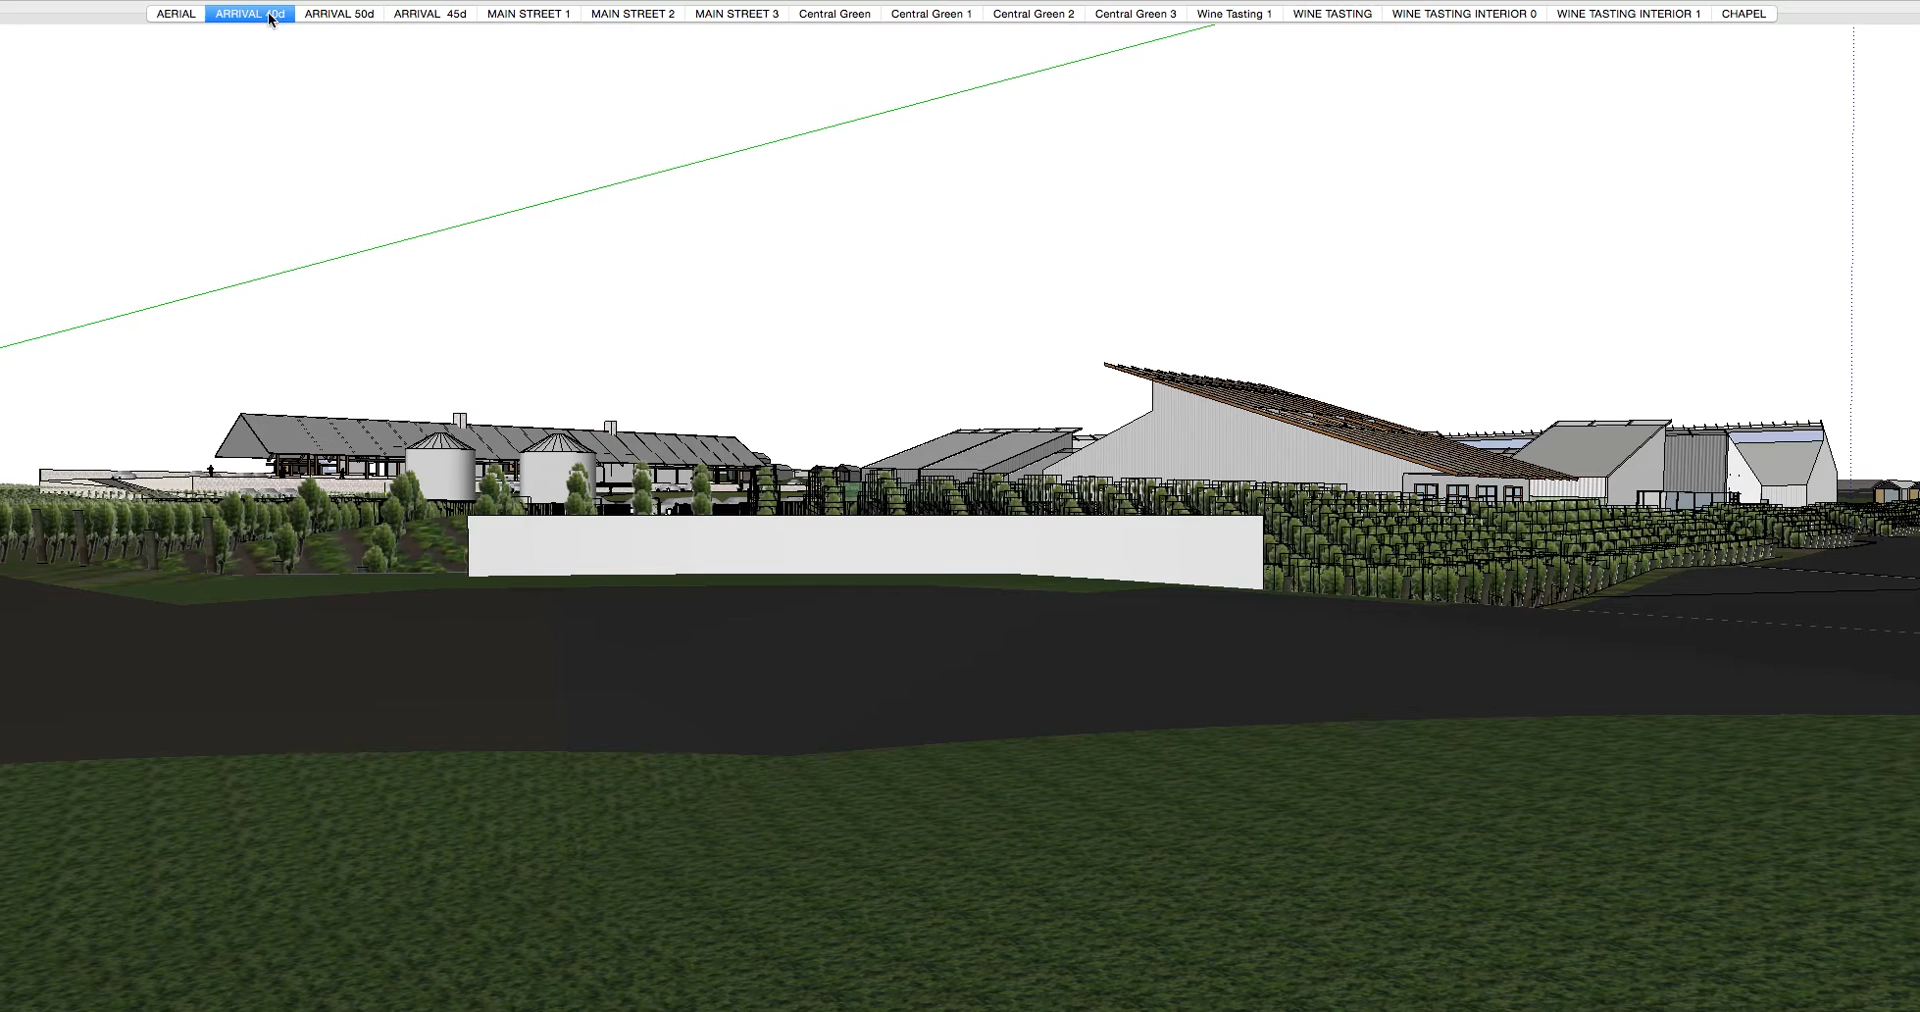 AERIAL ARRIVAL 40d ARRIVAL 50d ARRIVAL 45d MAIN STREET 1 MAIN STREET 2 MAIN STREET 3 Central Green Central Green 1 Central Green 2 Central Green 3 Wine Tasting 1 WINE TASTING WINE TASTING INTERIOR 0 WINE TASTING INTERIOR 1 CHAPEL